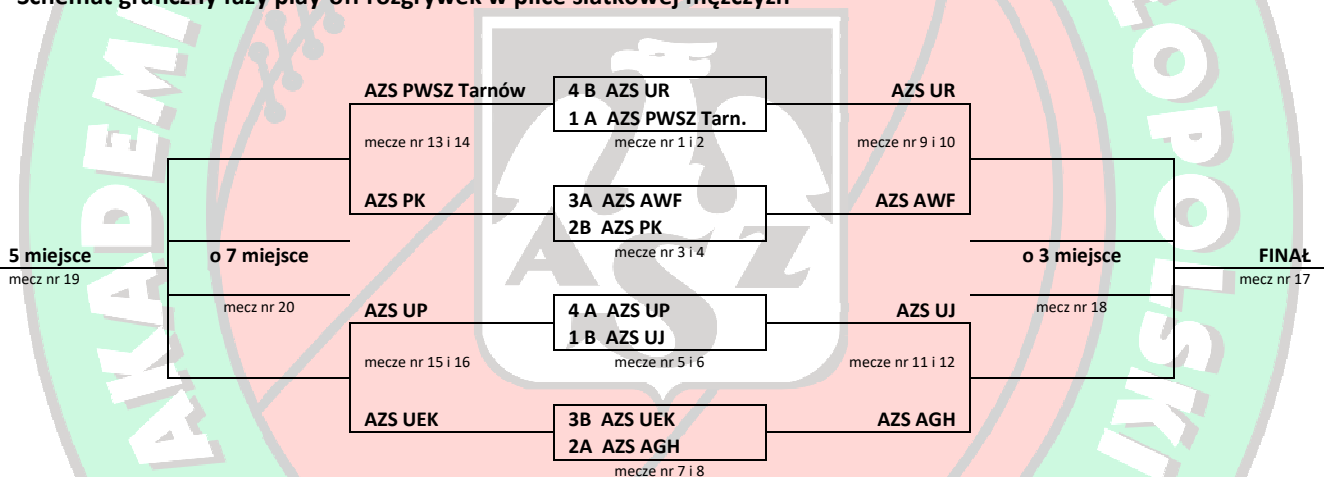 Schemat graficzny fazy play-off rozgrywek w piłce siatkowej mężczyzn
AZS PWSZ Tarnów
4 B AZS UR
AZS UR
1 A AZS PWSZ Tarn.
mecze nr 13 i 14
mecze nr 1 i 2
mecze nr 9 i 10
AZS PK
3A AZS AWF
AZS AWF
2B AZS PK
mecze nr 3 i 4
5 miejsce
o 7 miejsce
o 3 miejsce
FINAŁ
mecz nr 19
mecz nr 17
mecz nr 20
mecz nr 18
AZS UP
4 A AZS UP
AZS UJ
1 B AZS UJ
mecze nr 15 i 16
mecze nr 5 i 6
mecze nr 11 i 12
AZS UEK
3B AZS UEK
AZS AGH
2A AZS AGH
mecze nr 7 i 8
AKADEMI
ŁOPOLSKI
AZS